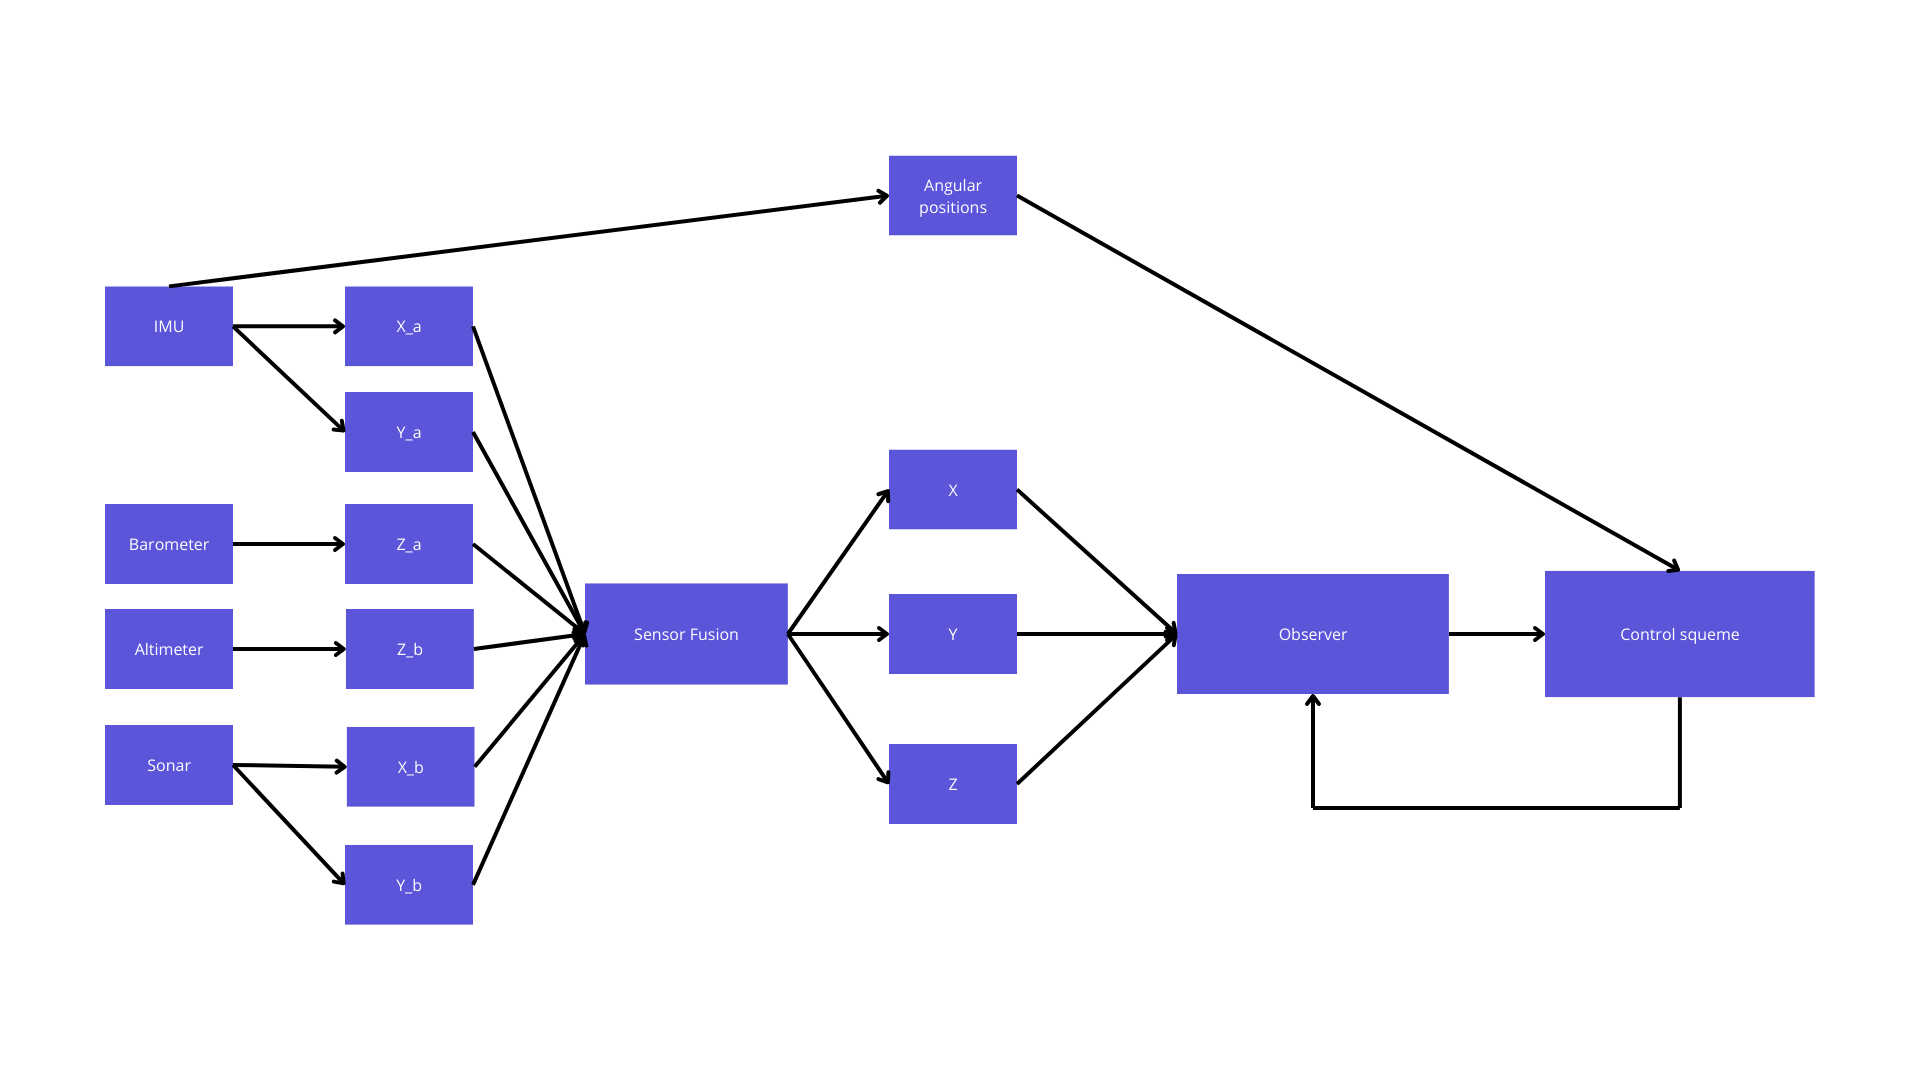 Angular
positions
IMU
X_a
Y_a
X
Barometer
Z_a
Sensor Fusion
Y
Observer
Control squeme
Altimeter
Z_b
Sonar
X_b
Z
Y_b